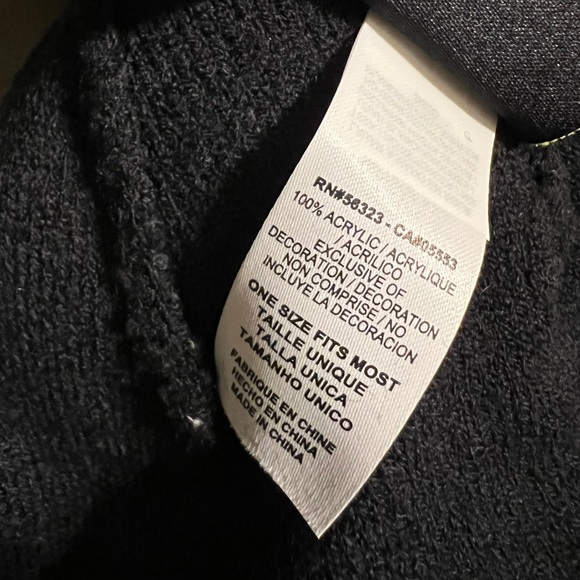 RN#56323 - CA#05553
100% ACRYLIC / ACRYLIQUE
/ ACRILICO
EXCLUSIVE OF
DECORATION / DECORATION
NON COMPRISE / NO
INCLUYE LA DECORACION
ONE SIZE FITS MOST
TAILLE UNIQUE
TALLA UNICA
TAMANHO UNICO
FABRIQUE EN CHINE
HECHO EN CHINA
MADE IN CHINA